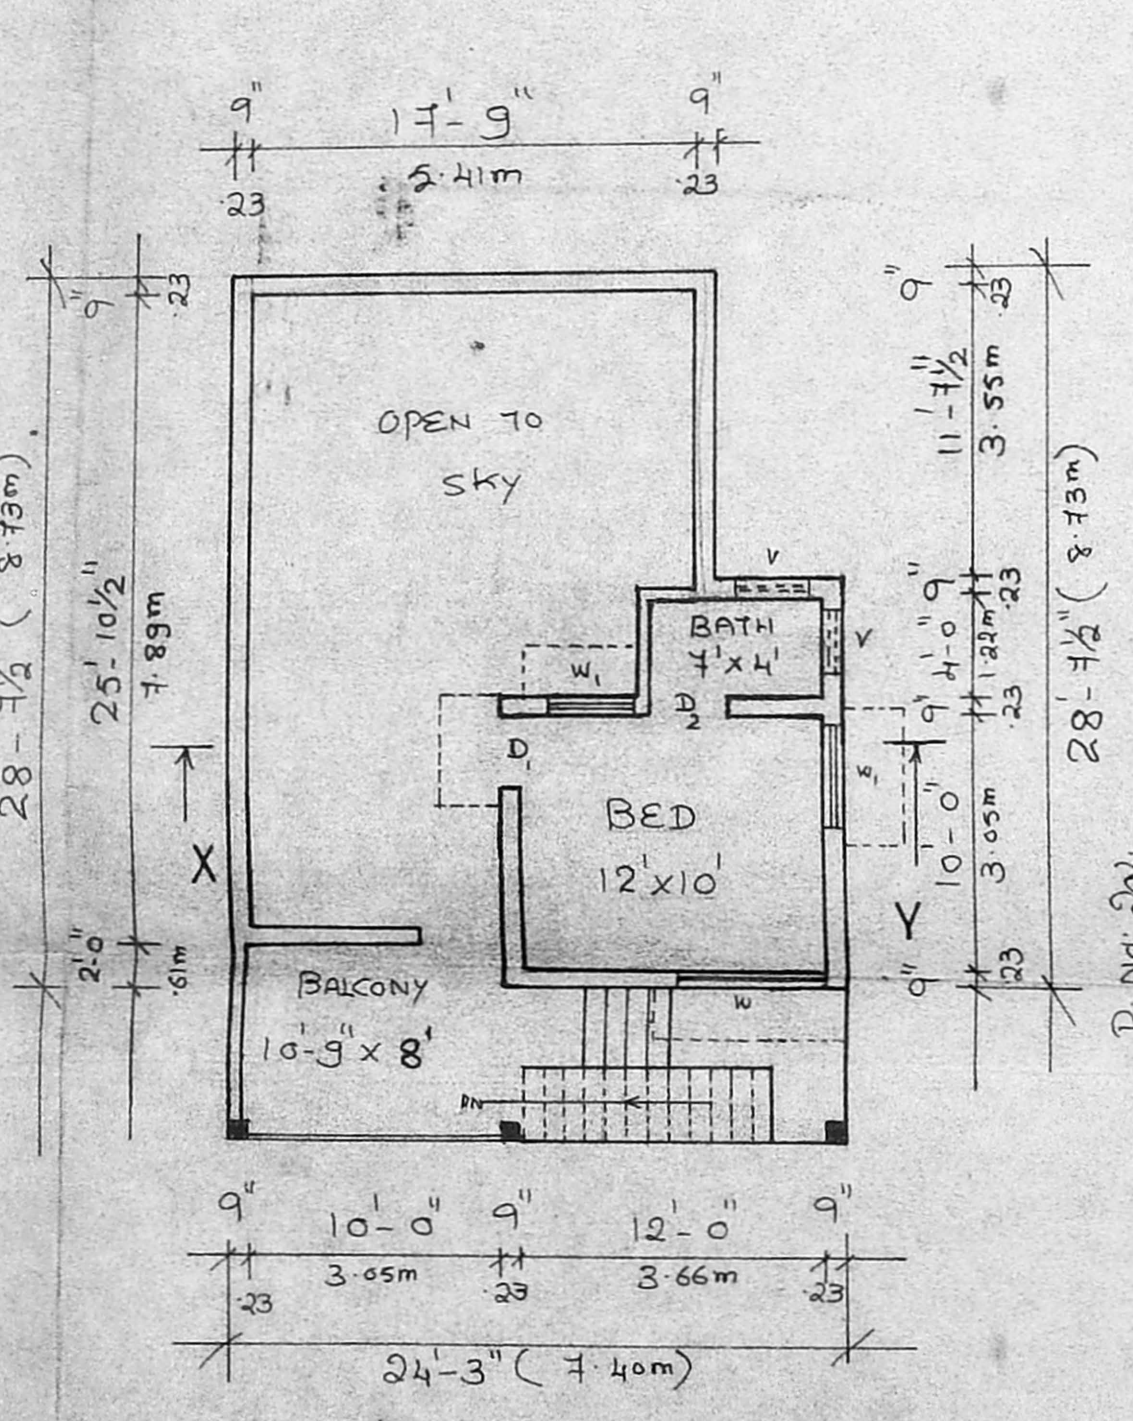 9" 17'-9" 9"
.23 5.41m .23
9" .23
9" .23
OPEN TO
SKY
11'-7½"
3.55m
28-7½ ( 8.73m)
25'-10½"
7.89m
28'-7½" ( 8.73m)
V
9" .23
BATH
7'X4'
V
4'-0" 1.22m
W1
D2
9" .23
D1
W1
BED
12'X10'
10'-0"
3.05m
X
Y
2'-0"
.61m
BALCONY
10'-9" X 8'
9" .23
W
DN
9" 10'-0" 9" 12'-0" 9"
.23 3.05m .23 3.66m .23
24'-3" ( 7.40m)